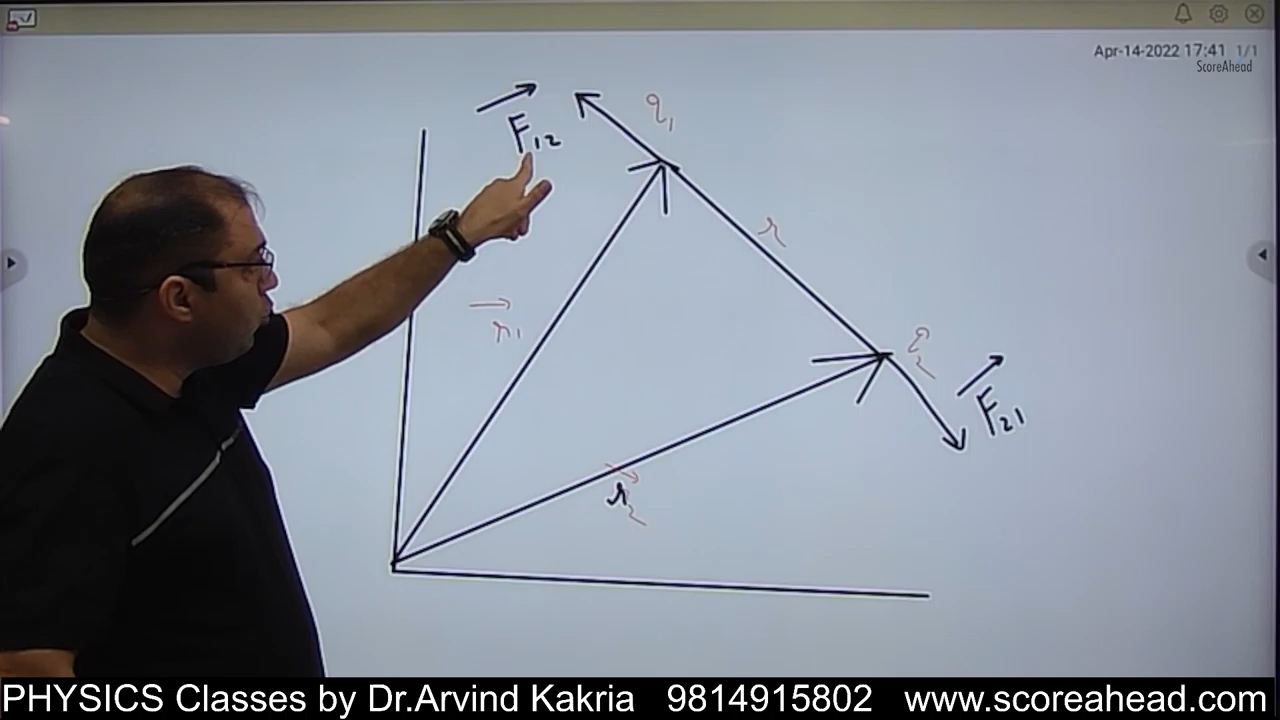 Apr-14-2022 17:41 1/1
ScoreAhead
F12
q1
r
r1
q2
F21
r2
PHYSICS Classes by Dr.Arvind Kakria 9814915802 www.scoreahead.com